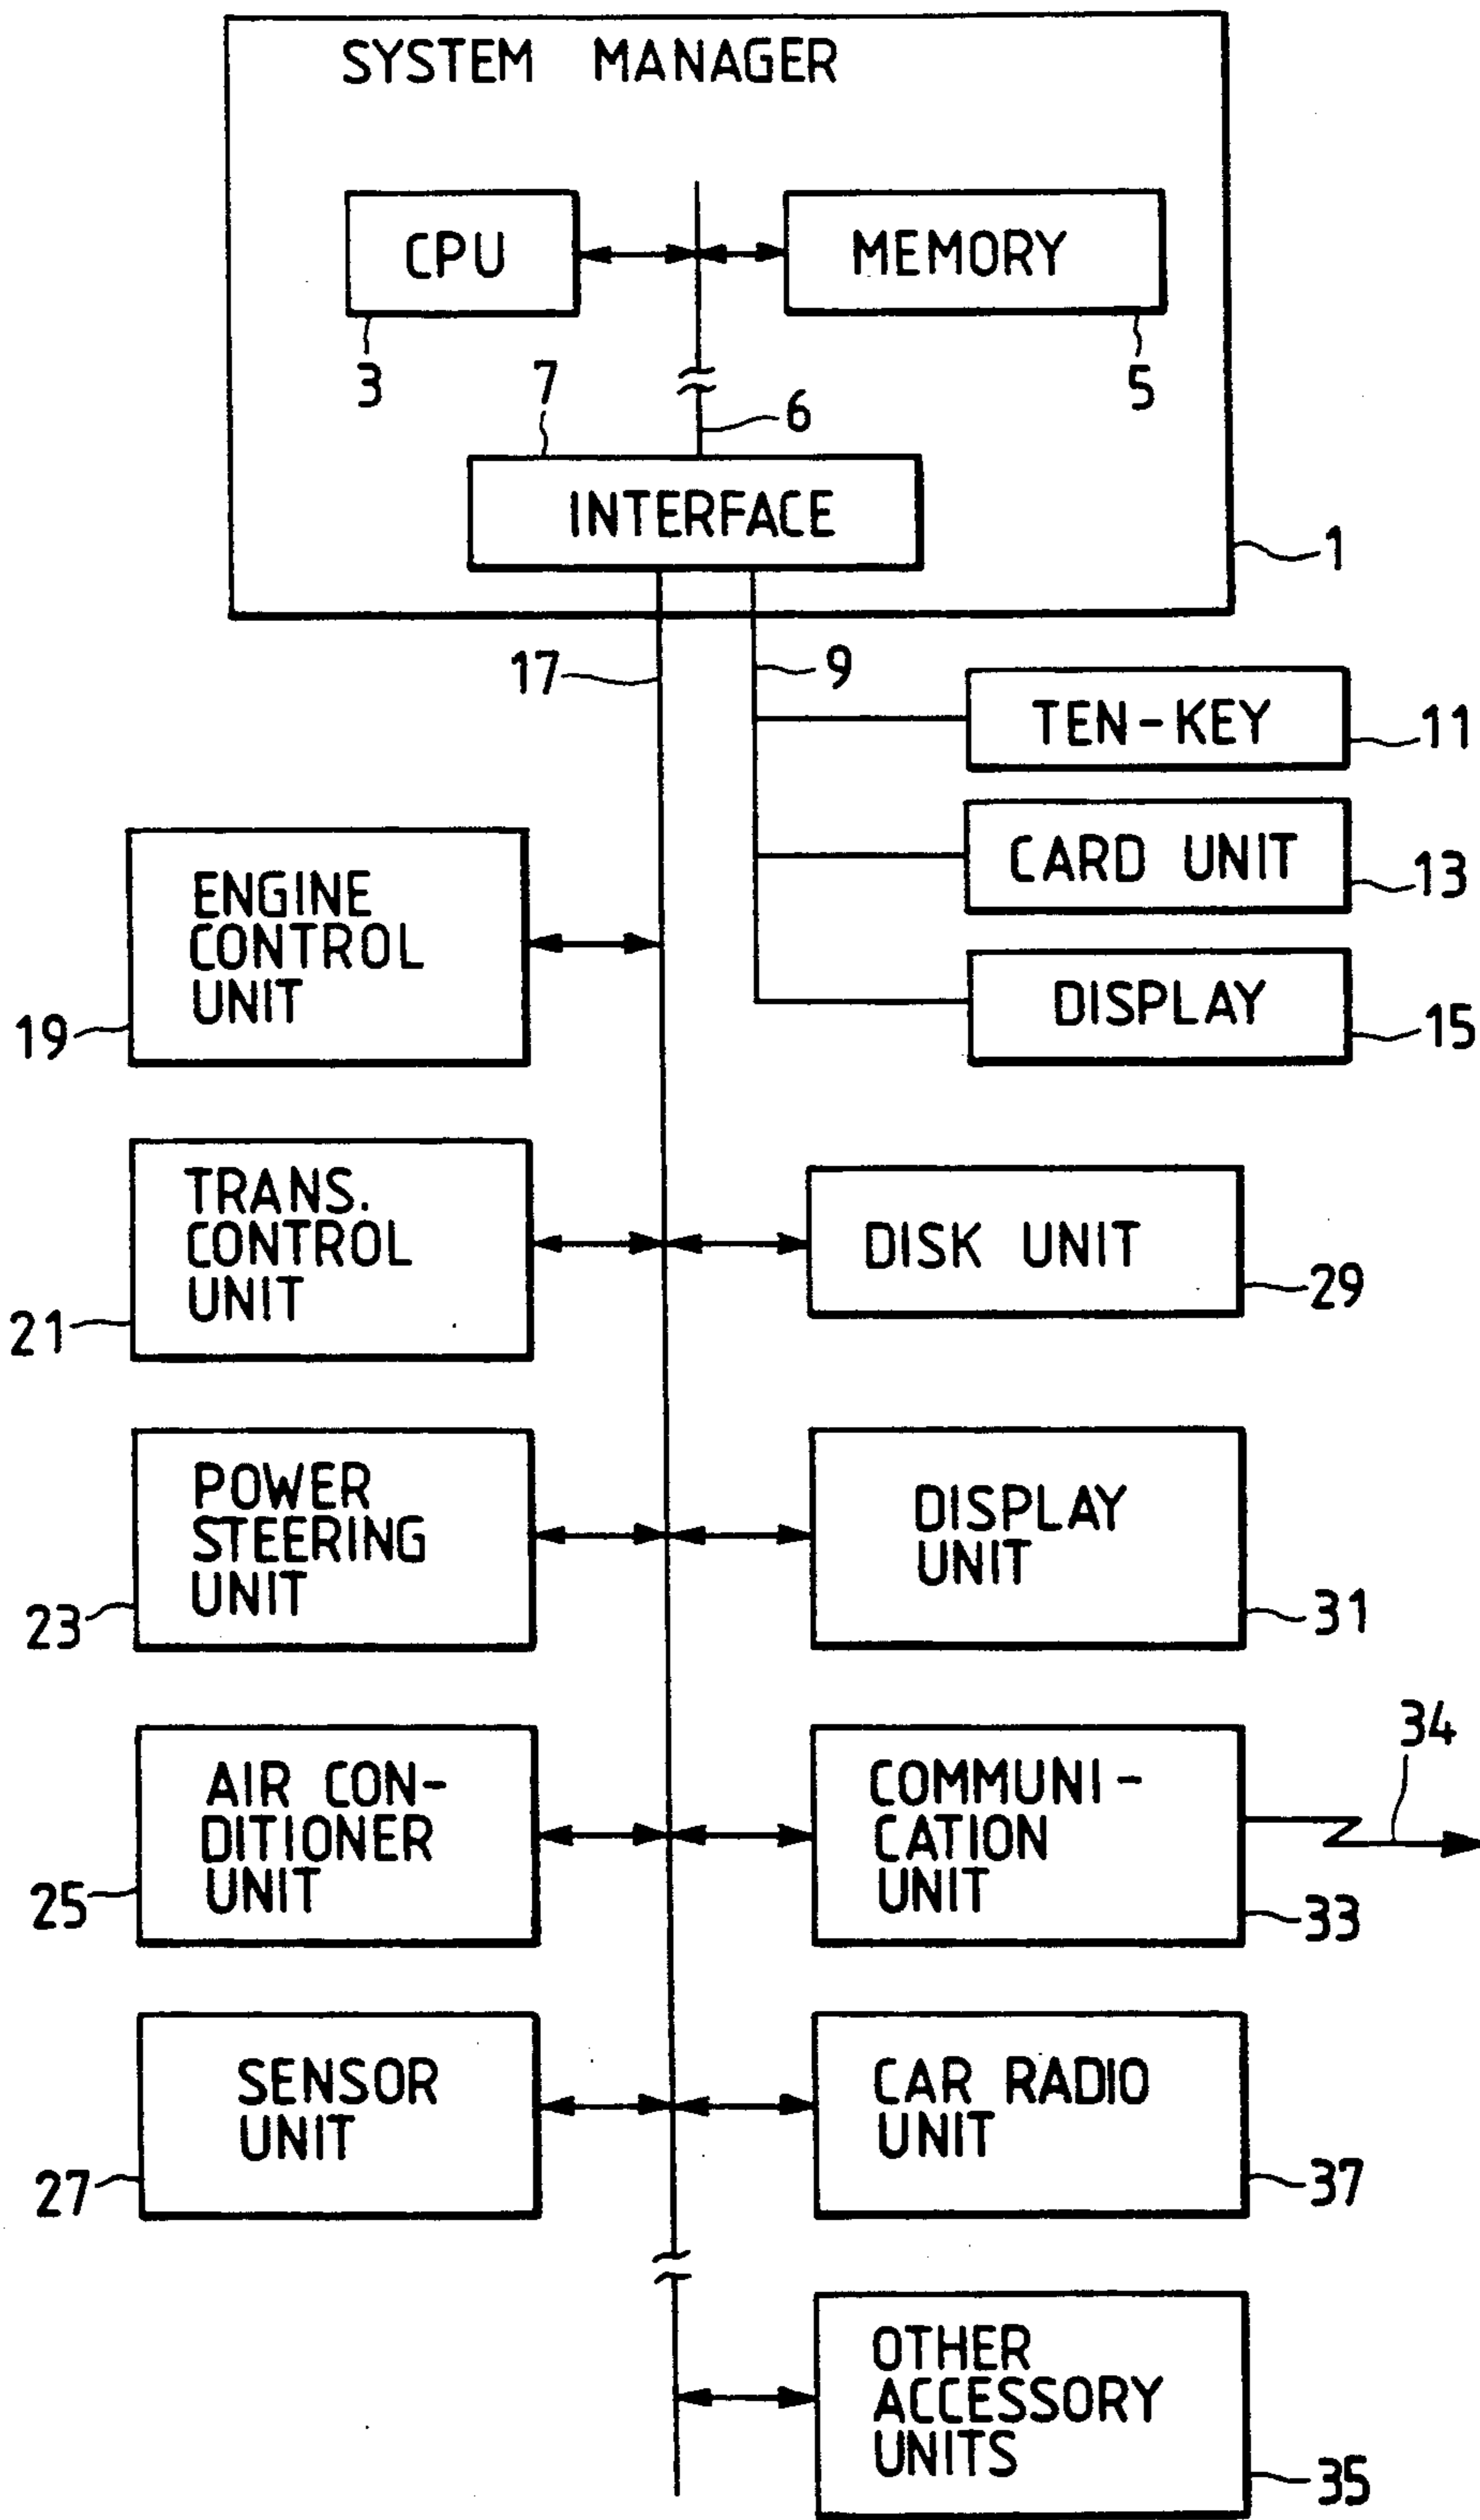 SYSTEM MANAGER
CPU
MEMORY
3
7
5
6
INTERFACE
1
17
9
TEN-KEY
11
CARD UNIT
13
ENGINE
CONTROL
UNIT
DISPLAY
15
19
TRANS.
CONTROL
UNIT
21
DISK UNIT
29
POWER
STEERING
UNIT
23
DISPLAY
UNIT
31
34
AIR CON-
DITIONER
UNIT
25
COMMUNI-
CATION
UNIT
33
SENSOR
UNIT
27
CAR RADIO
UNIT
37
OTHER
ACCESSORY
UNITS
35